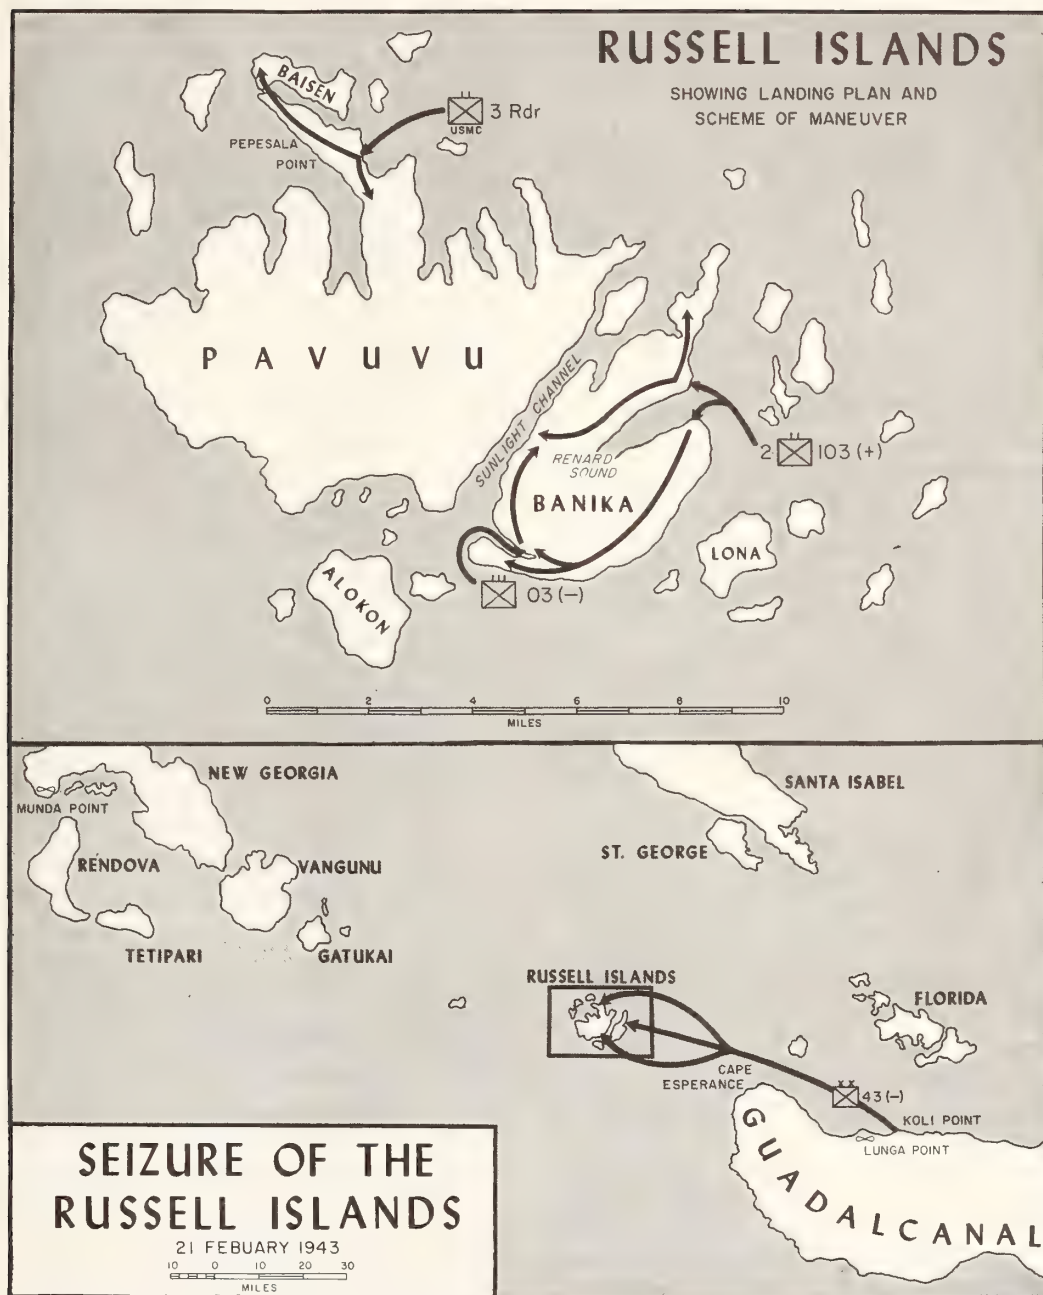 RUSSELL ISLANDS
SHOWING LANDING PLAN AND
SCHEME OF MANEUVER
BAISEN
3 Rdr
USMC
PEPESALA
POINT
PAVUVU
SUNLIGHT CHANNEL
2
103 (+)
RENARD
SOUND
BANIKA
LONA
ALOKON
03 (−)
0 2 4 6 8 10
MILES
NEW GEORGIA
MUNDA POINT
RENDOVA
VANGUNU
TETIPARI
GATUKAI
SANTA ISABEL
ST. GEORGE
RUSSELL ISLANDS
FLORIDA
CAPE
ESPERANCE
XX
43 (−)
KOLI POINT
LUNGA POINT
GUADALCANAL
SEIZURE OF THE
RUSSELL ISLANDS
21 FEBUARY 1943
10 0 10 20 30
MILES